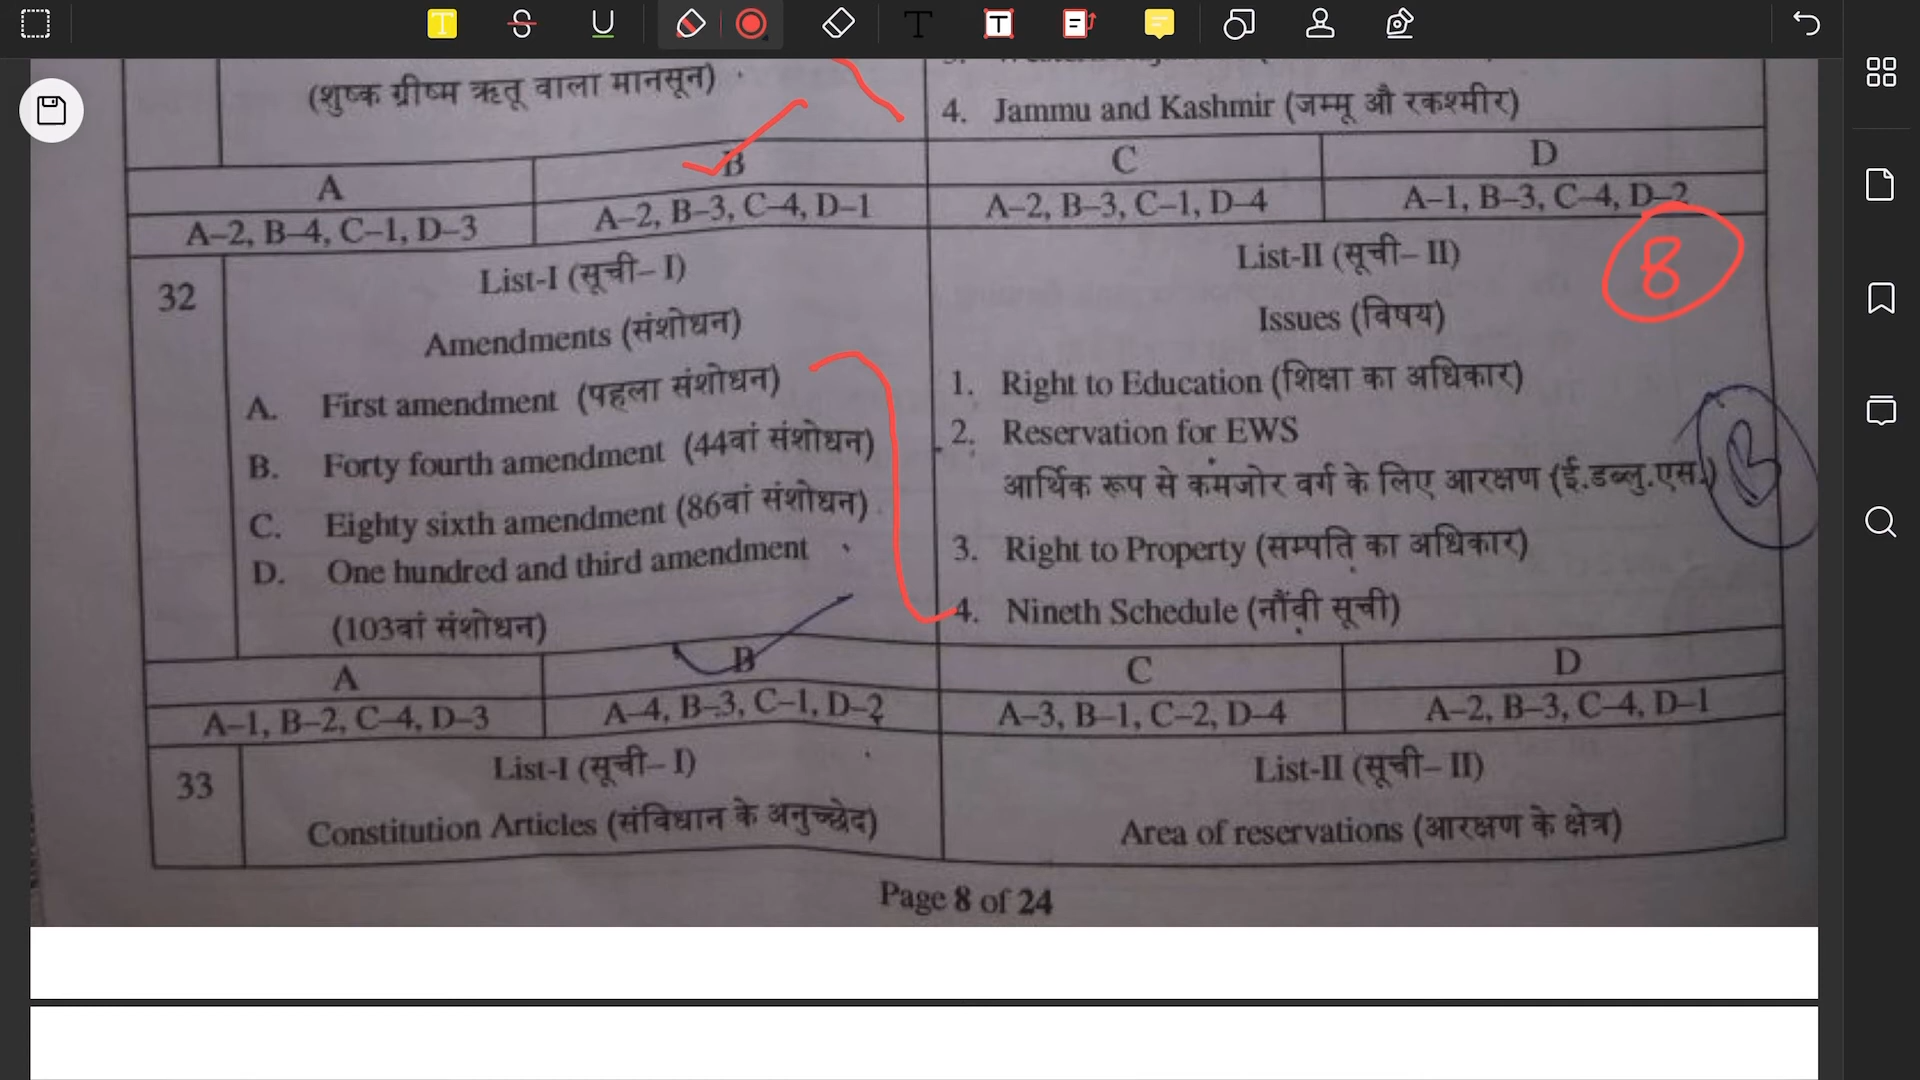 (शुष्क ग्रीष्म ऋतू वाला मानसून)
4. Jammu and Kashmir (जम्मू औ रकश्मीर)
A B C D
A–2, B–4, C–1, D–3 A–2, B–3, C–4, D–1 A–2, B–3, C–1, D–4 A–1, B–3, C–4, D–2
B
32 List-I (सूची– I) List-II (सूची– II)
Amendments (संशोधन) Issues (विषय)
A. First amendment (पहला संशोधन)
B. Forty fourth amendment (44वां संशोधन)
C. Eighty sixth amendment (86वां संशोधन)
D. One hundred and third amendment
(103वां संशोधन)
1. Right to Education (शिक्षा का अधिकार)
2. Reservation for EWS
आर्थिक रूप से कमजोर वर्ग के लिए आरक्षण (ई.डब्लु.एस.)
3. Right to Property (सम्पति का अधिकार)
4. Nineth Schedule (नौंवी सूची)
B
A B C D
A–1, B–2, C–4, D–3 A–4, B–3, C–1, D–2 A–3, B–1, C–2, D–4 A–2, B–3, C–4, D–1
33 List-I (सूची– I) List-II (सूची– II)
Constitution Articles (संविधान के अनुच्छेद) Area of reservations (आरक्षण के क्षेत्र)
Page 8 of 24